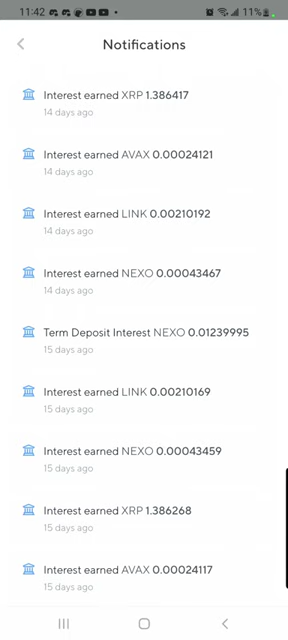 11:42 11%
Notifications
Interest earned XRP 1.386417
14 days ago
Interest earned AVAX 0.00024121
14 days ago
Interest earned LINK 0.00210192
14 days ago
Interest earned NEXO 0.00043467
14 days ago
Term Deposit Interest NEXO 0.01239995
15 days ago
Interest earned LINK 0.00210169
15 days ago
Interest earned NEXO 0.00043459
15 days ago
Interest earned XRP 1.386268
15 days ago
Interest earned AVAX 0.00024117
15 days ago